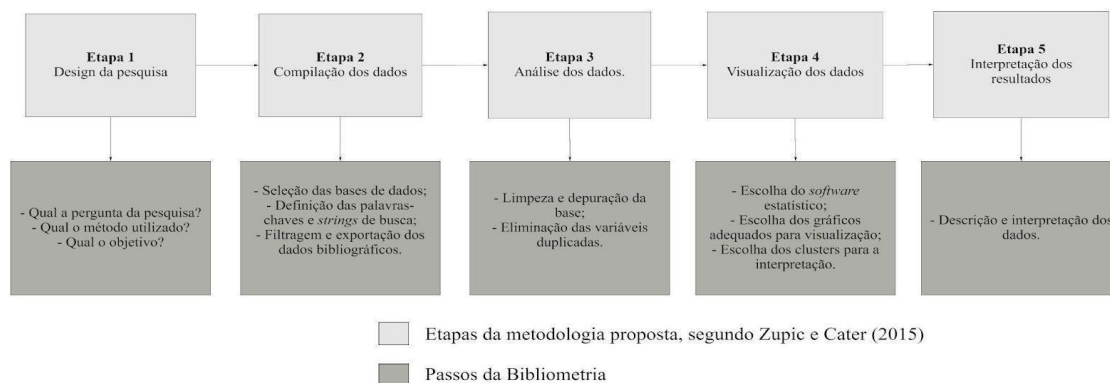 Etapa 1
Design da pesquisa
Etapa 2
Compilação dos dados
Etapa 3
Análise dos dados.
Etapa 4
Visualização dos dados
Etapa 5
Interpretação dos
resultados
- Qual a pergunta da pesquisa?
- Qual o método utilizado?
- Qual o objetivo?
- Seleção das bases de dados;
- Definição das palavras-
chaves e strings de busca;
- Filtragem e exportação dos
dados bibliográficos.
- Limpeza e depuração da
base;
- Eliminação das variáveis
duplicadas.
- Escolha do software
estatístico;
- Escolha dos gráficos
adequados para visualização;
- Escolha dos clusters para a
interpretação.
- Descrição e interpretação dos
dados.
Etapas da metodologia proposta, segundo Zupic e Cater (2015)
Passos da Bibliometria